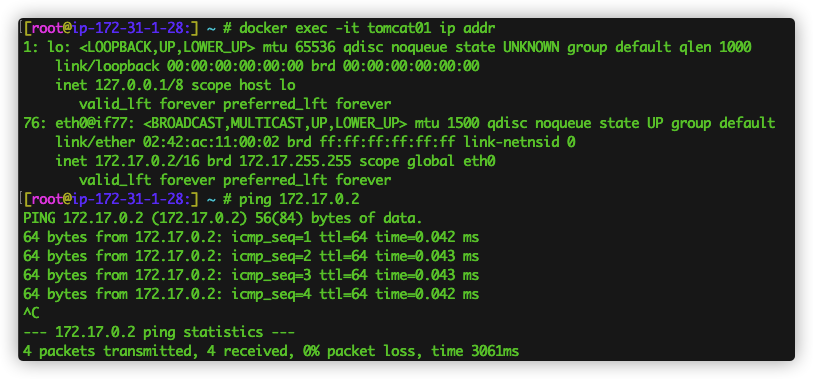 [root@ip-172-31-1-28:] ~ # docker exec -it tomcat01 ip addr
1: lo: <LOOPBACK,UP,LOWER_UP> mtu 65536 qdisc noqueue state UNKNOWN group default qlen 1000
    link/loopback 00:00:00:00:00:00 brd 00:00:00:00:00:00
    inet 127.0.0.1/8 scope host lo
       valid_lft forever preferred_lft forever
76: eth0@if77: <BROADCAST,MULTICAST,UP,LOWER_UP> mtu 1500 qdisc noqueue state UP group default
    link/ether 02:42:ac:11:00:02 brd ff:ff:ff:ff:ff:ff link-netnsid 0
    inet 172.17.0.2/16 brd 172.17.255.255 scope global eth0
       valid_lft forever preferred_lft forever
[root@ip-172-31-1-28:] ~ # ping 172.17.0.2
PING 172.17.0.2 (172.17.0.2) 56(84) bytes of data.
64 bytes from 172.17.0.2: icmp_seq=1 ttl=64 time=0.042 ms
64 bytes from 172.17.0.2: icmp_seq=2 ttl=64 time=0.043 ms
64 bytes from 172.17.0.2: icmp_seq=3 ttl=64 time=0.043 ms
64 bytes from 172.17.0.2: icmp_seq=4 ttl=64 time=0.042 ms
^C
--- 172.17.0.2 ping statistics ---
4 packets transmitted, 4 received, 0% packet loss, time 3061ms